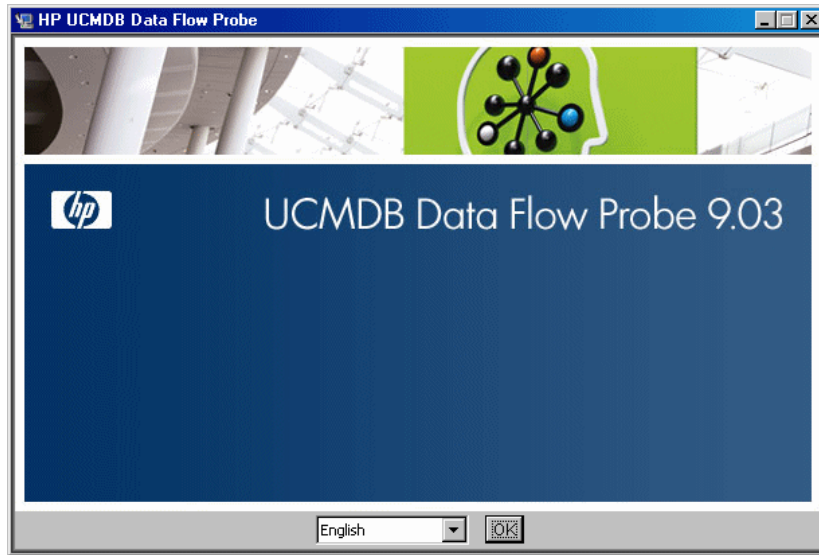 HP UCMDB Data Flow Probe
hp
UCMDB Data Flow Probe 9.03
English
OK